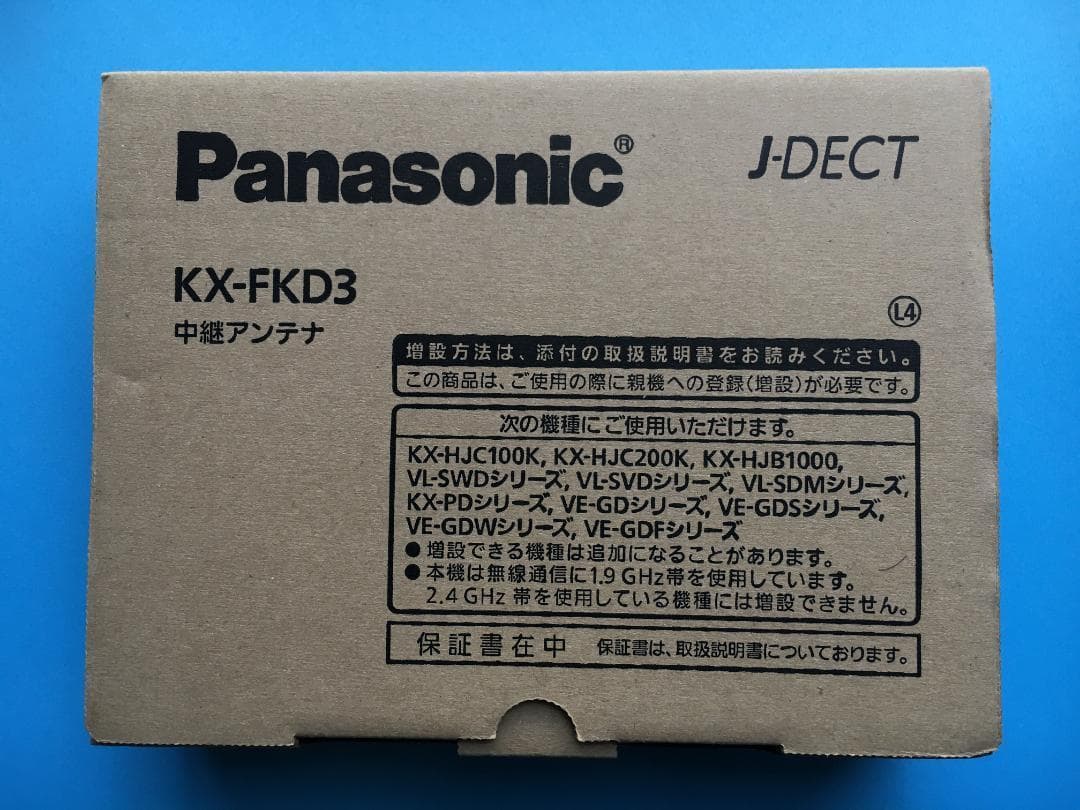 Panasonic®
J-DECT
KX-FKD3
中継アンテナ
L4
増設方法は、添付の取扱説明書をお読みください。
この商品は、ご使用の際に親機への登録(増設)が必要です。
次の機種にご使用いただけます。
KX-HJC100K, KX-HJC200K, KX-HJB1000,
VL-SWDシリーズ, VL-SVDシリーズ, VL-SDMシリーズ,
KX-PDシリーズ, VE-GDシリーズ, VE-GDSシリーズ,
VE-GDWシリーズ, VE-GDFシリーズ
● 増設できる機種は追加になることがあります。
● 本機は無線通信に1.9 GHz帯を使用しています。
2.4 GHz 帯を使用している機種には増設できません。
保証書在中 保証書は、取扱説明書についております。